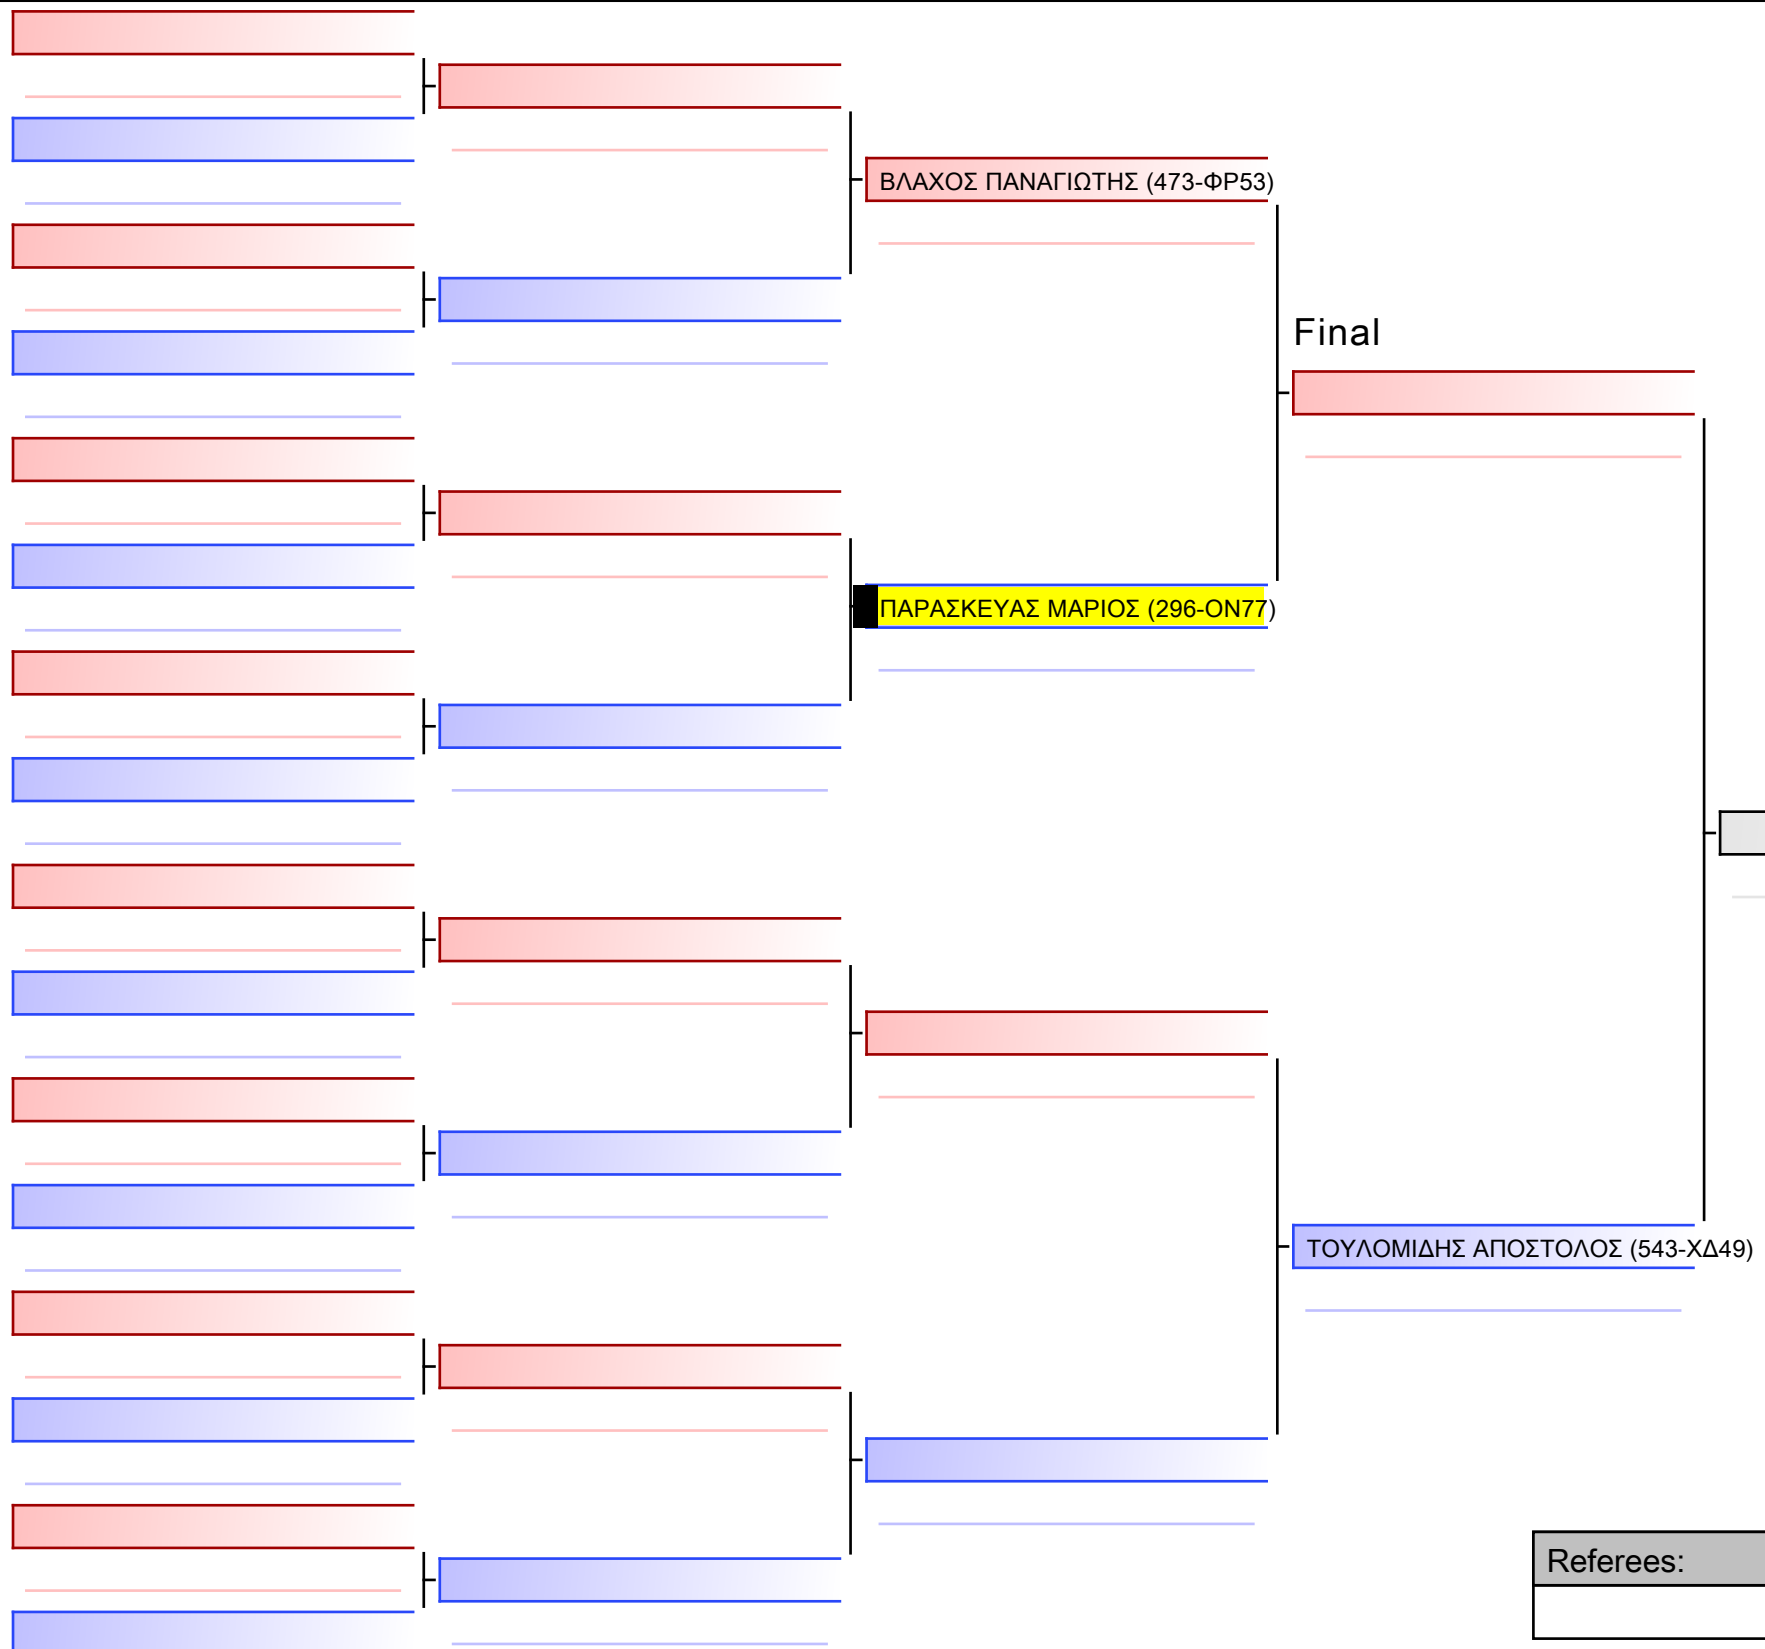 ΒΛΑΧΟΣ ΠΑΝΑΓΙΩΤΗΣ (473-ΦΡ53)
Final
ΠΑΡΑΣΚΕΥΑΣ ΜΑΡΙΟΣ (296-ΟΝ77)
ΤΟΥΛΟΜΙΔΗΣ ΑΠΟΣΤΟΛΟΣ (543-ΧΔ49)
Referees: